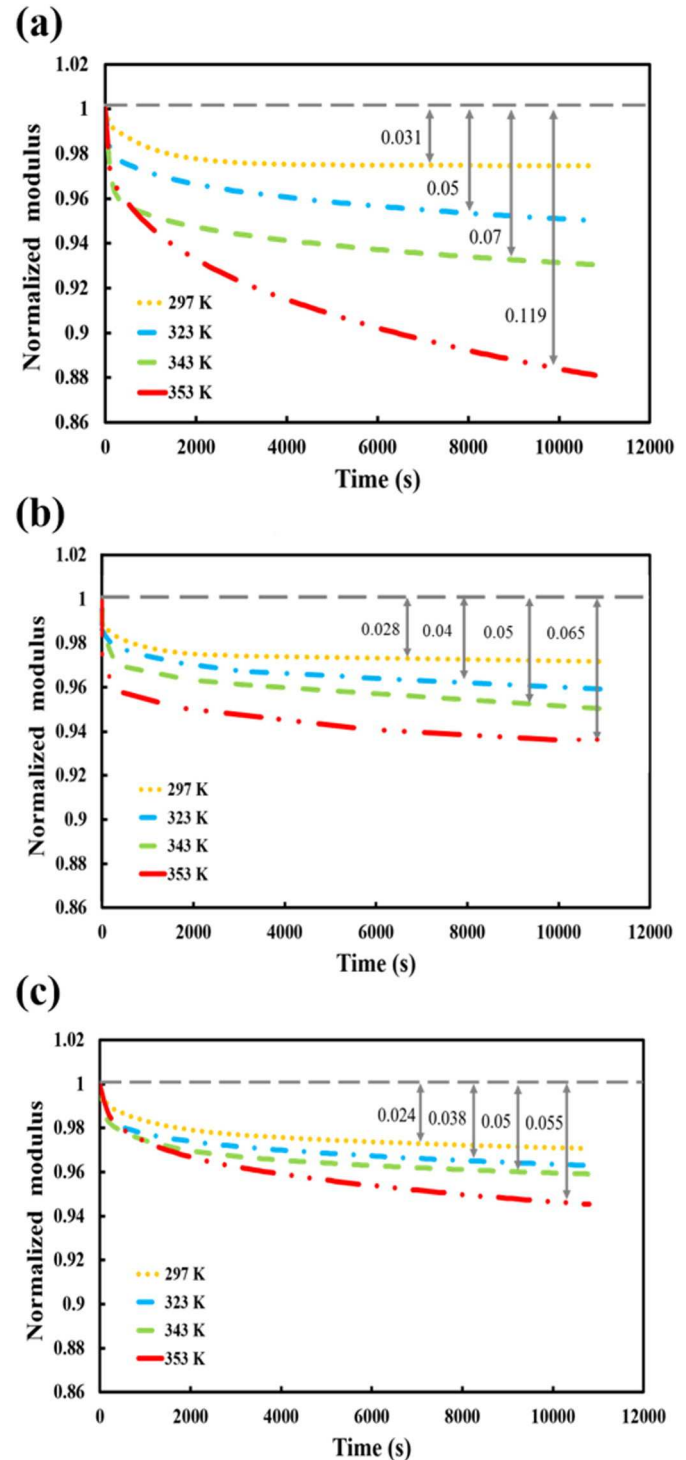 (a)
1.02
1
0.98
0.96
0.94
0.92
0.9
0.88
0.86
0.031
0.05
0.07
0.119
297 K
323 K
343 K
353 K
0 2000 4000 6000 8000 10000 12000
Time (s)
Normalized modulus
(b)
1.02
1
0.98
0.96
0.94
0.92
0.9
0.88
0.86
0.028 0.04 0.05 0.065
297 K
323 K
343 K
353 K
0 2000 4000 6000 8000 10000 12000
Time (s)
Normalized modulus
(c)
1.02
1
0.98
0.96
0.94
0.92
0.9
0.88
0.86
0.024 0.038 0.05 0.055
297 K
323 K
343 K
353 K
0 2000 4000 6000 8000 10000 12000
Time (s)
Normalized modulus